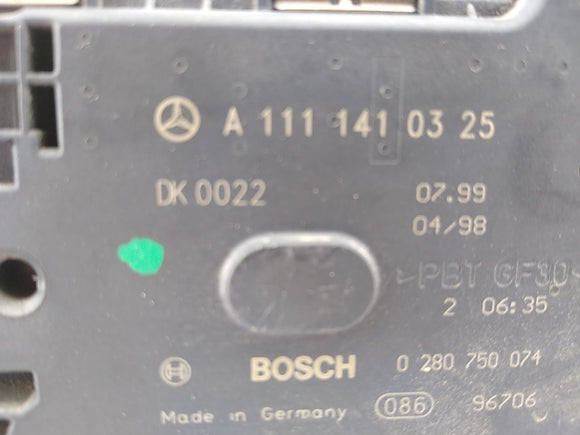 A 111 141 03 25
DK 0022 07.99
04/98
>PBT GF30<
2 06:35
BOSCH 0 280 750 074
Made in Germany 086 96706